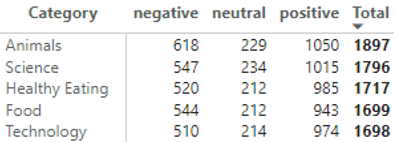 Category negative neutral positive Total
Animals 618 229 1050 1897
Science 547 234 1015 1796
Healthy Eating 520 212 985 1717
Food 544 212 943 1699
Technology 510 214 974 1698